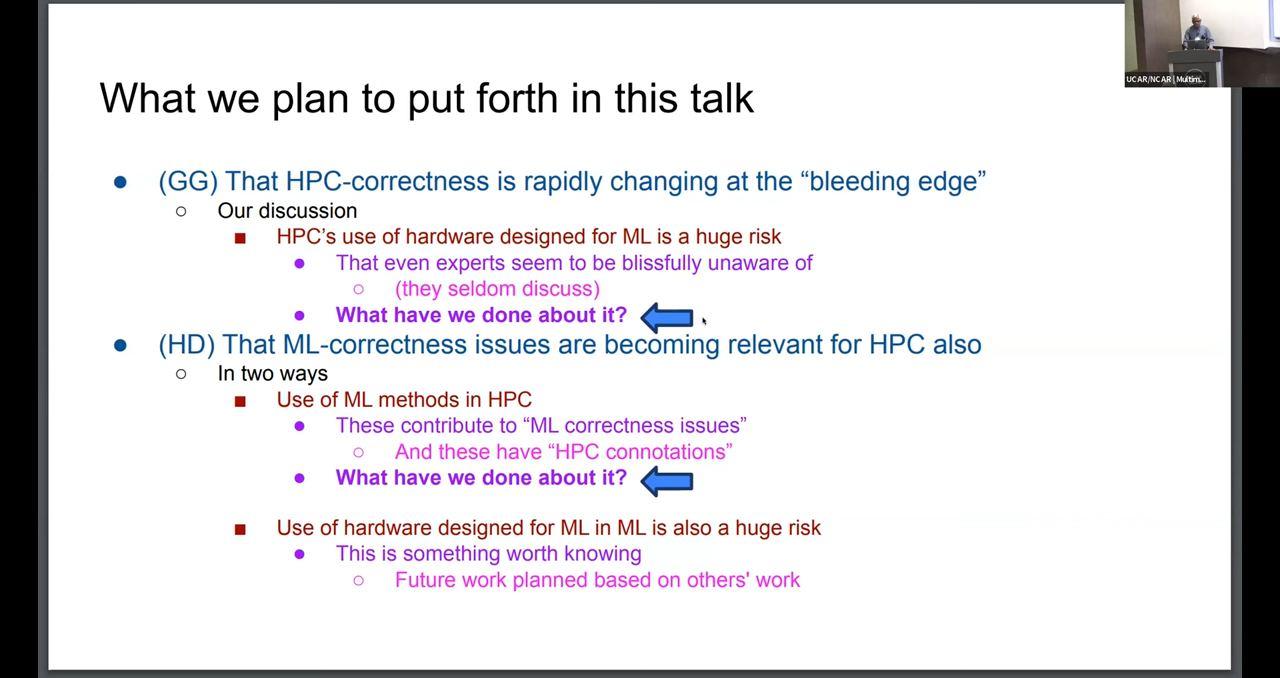 UCAR/NCAR | Multim...
What we plan to put forth in this talk
(GG) That HPC-correctness is rapidly changing at the “bleeding edge”
Our discussion
HPC’s use of hardware designed for ML is a huge risk
That even experts seem to be blissfully unaware of
(they seldom discuss)
What have we done about it?
(HD) That ML-correctness issues are becoming relevant for HPC also
In two ways
Use of ML methods in HPC
These contribute to “ML correctness issues”
And these have “HPC connotations”
What have we done about it?
Use of hardware designed for ML in ML is also a huge risk
This is something worth knowing
Future work planned based on others' work